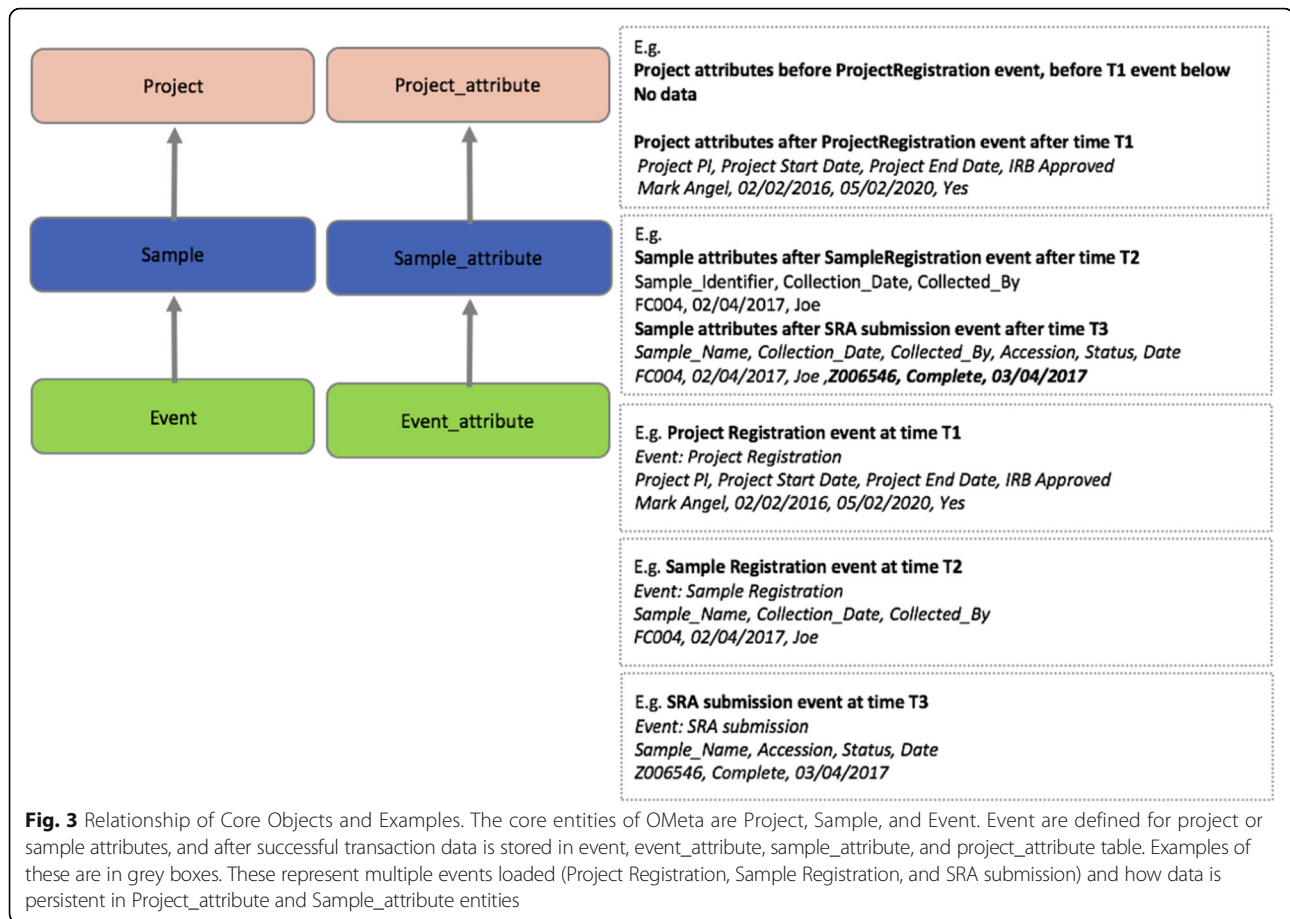 Project
Project_attribute
Sample
Sample_attribute
Event
Event_attribute
E.g.
Project attributes before ProjectRegistration event, before T1 event below
No data
Project attributes after ProjectRegistration event after time T1
Project PI, Project Start Date, Project End Date, IRB Approved
Mark Angel, 02/02/2016, 05/02/2020, Yes
E.g.
Sample attributes after SampleRegistration event after time T2
Sample_Identifier, Collection_Date, Collected_By
FC004, 02/04/2017, Joe
Sample attributes after SRA submission event after time T3
Sample_Name, Collection_Date, Collected_By, Accession, Status, Date
FC004, 02/04/2017, Joe ,Z006546, Complete, 03/04/2017
E.g. Project Registration event at time T1
Event: Project Registration
Project PI, Project Start Date, Project End Date, IRB Approved
Mark Angel, 02/02/2016, 05/02/2020, Yes
E.g. Sample Registration event at time T2
Event: Sample Registration
Sample_Name, Collection_Date, Collected_By
FC004, 02/04/2017, Joe
E.g. SRA submission event at time T3
Event: SRA submission
Sample_Name, Accession, Status, Date
Z006546, Complete, 03/04/2017
Fig. 3 Relationship of Core Objects and Examples. The core entities of OMeta are Project, Sample, and Event. Event are defined for project or
sample attributes, and after successful transaction data is stored in event, event_attribute, sample_attribute, and project_attribute table. Examples of
these are in grey boxes. These represent multiple events loaded (Project Registration, Sample Registration, and SRA submission) and how data is
persistent in Project_attribute and Sample_attribute entities